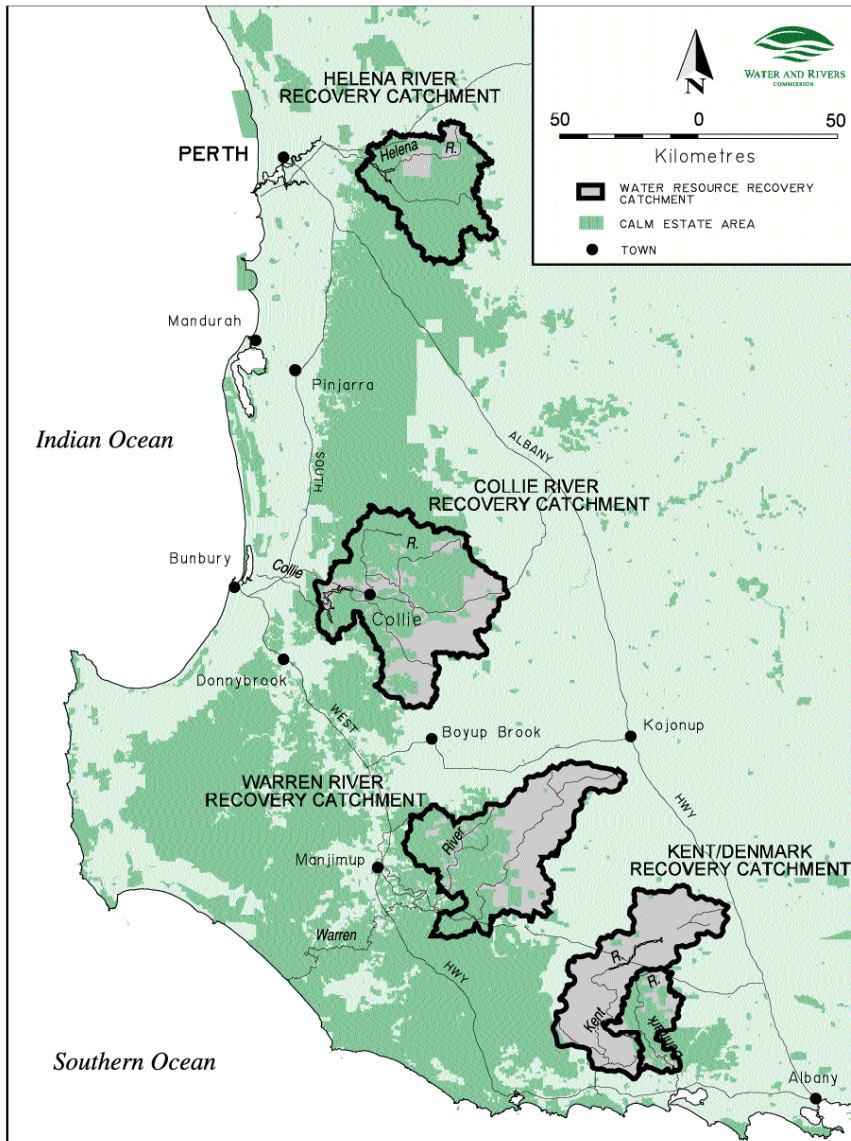 HELENA RIVER
RECOVERY CATCHMENT
N
WATER AND RIVERS
COMMISSION
50 0 50
Kilometres
WATER RESOURCE RECOVERY
CATCHMENT
CALM ESTATE AREA
TOWN
PERTH
Helena R.
Mandurah
Pinjarra
Indian Ocean
SOUTH
ALBANY
COLLIE RIVER
RECOVERY CATCHMENT
R.
Bunbury
Collie
Collie
Donnybrook
WEST
Boyup Brook
Kojonup
WARREN RIVER
RECOVERY CATCHMENT
HWY
River
Manjimup
KENT/DENMARK
RECOVERY CATCHMENT
Warren
R.
HWY
R.
Kent
Denmark
Southern Ocean
Albany